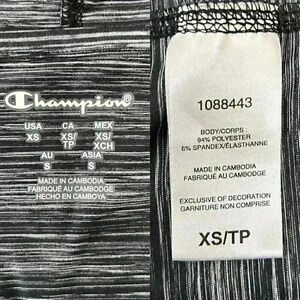 Champion
USA CA MEX
XS XS/TP XS/XCH
AU ASIA
S S
MADE IN CAMBODIA
FABRIQUÉ AU CAMBODGE
HECHO EN CAMBOYA
1088443
BODY/CORPS :
94% POLYESTER
6% SPANDEX/ÉLASTHANNE
MADE IN CAMBODIA
FABRIQUÉ AU CAMBODGE
EXCLUSIVE OF DECORATION
GARNITURE NON COMPRISE
XS/TP